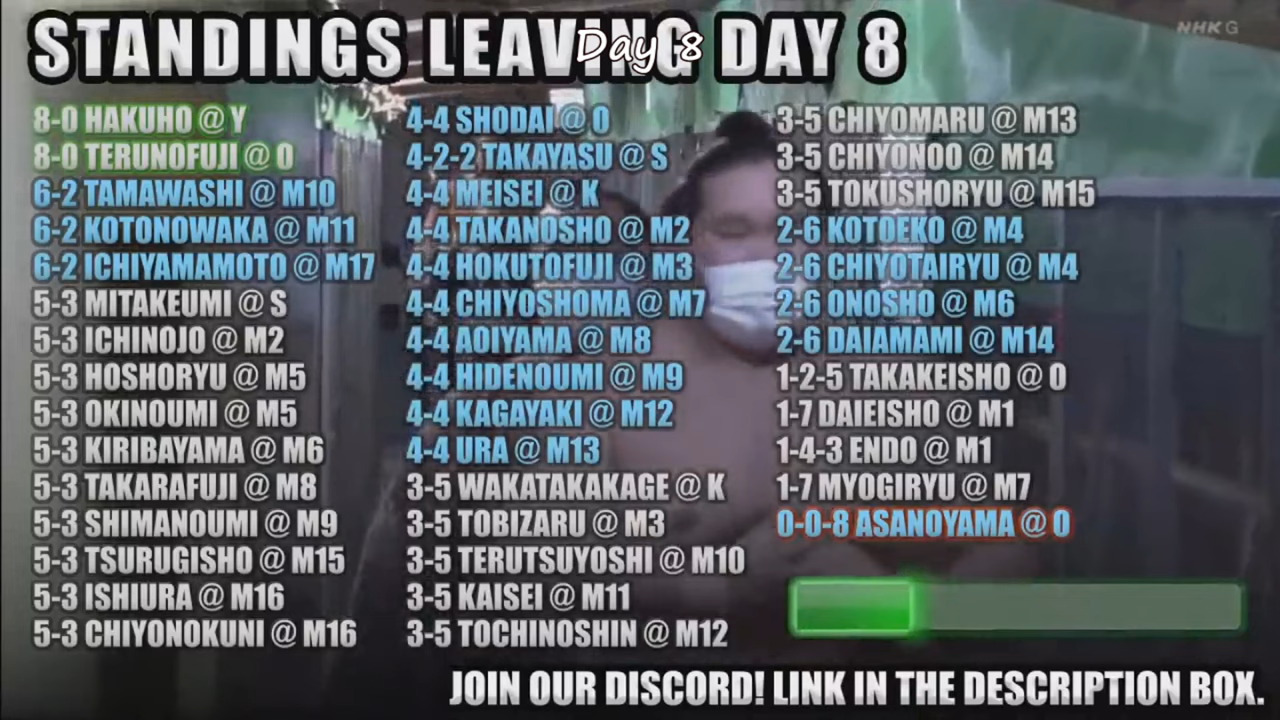 NHK G
STANDINGS LEAVING DAY 8
Day 8
8-0 HAKUHO @ Y
8-0 TERUNOFUJI @ O
6-2 TAMAWASHI @ M10
6-2 KOTONOWAKA @ M11
6-2 ICHIYAMAMOTO @ M17
5-3 MITAKEUMI @ S
5-3 ICHINOJO @ M2
5-3 HOSHORYU @ M5
5-3 OKINOUMI @ M5
5-3 KIRIBAYAMA @ M6
5-3 TAKARAFUJI @ M8
5-3 SHIMANOUMI @ M9
5-3 TSURUGISHO @ M15
5-3 ISHIURA @ M16
5-3 CHIYONOKUNI @ M16
4-4 SHODAI @ O
4-2-2 TAKAYASU @ S
4-4 MEISEI @ K
4-4 TAKANOSHO @ M2
4-4 HOKUTOFUJI @ M3
4-4 CHIYOSHOMA @ M7
4-4 AOIYAMA @ M8
4-4 HIDENOUMI @ M9
4-4 KAGAYAKI @ M12
4-4 URA @ M13
3-5 WAKATAKAKAGE @ K
3-5 TOBIZARU @ M3
3-5 TERUTSUYOSHI @ M10
3-5 KAISEI @ M11
3-5 TOCHINOSHIN @ M12
3-5 CHIYOMARU @ M13
3-5 CHIYONOO @ M14
3-5 TOKUSHORYU @ M15
2-6 KOTOEKO @ M4
2-6 CHIYOTAIRYU @ M4
2-6 ONOSHO @ M6
2-6 DAIAMAMI @ M14
1-2-5 TAKAKEISHO @ O
1-7 DAIEISHO @ M1
1-4-3 ENDO @ M1
1-7 MYOGIRYU @ M7
0-0-8 ASANOYAMA @ O
JOIN OUR DISCORD! LINK IN THE DESCRIPTION BOX.